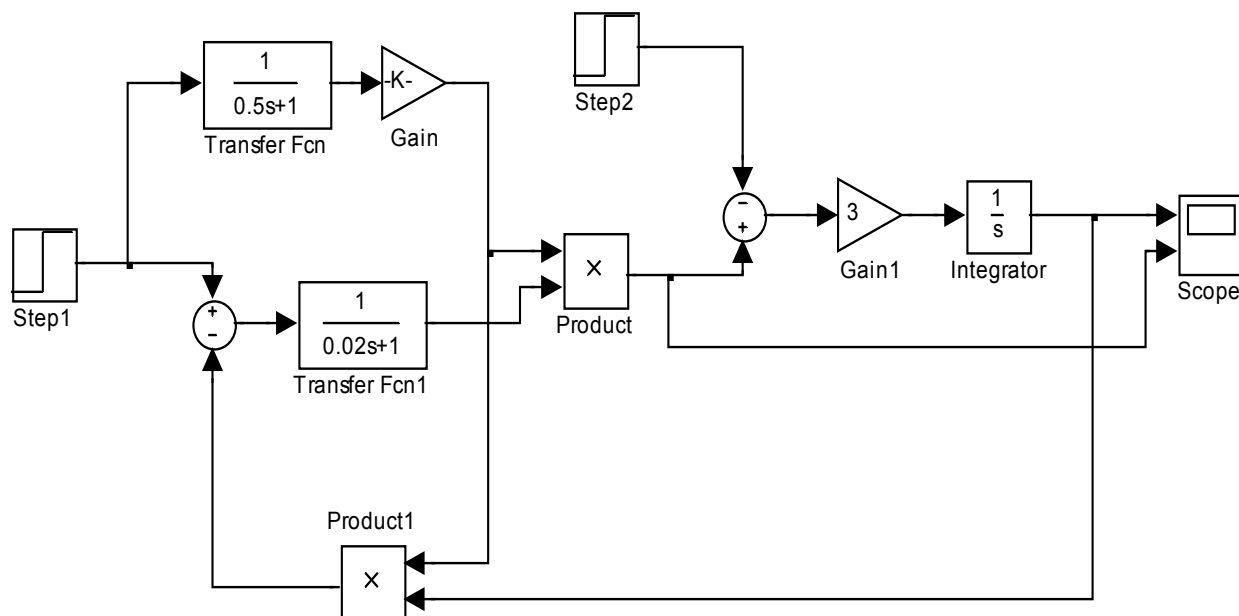 1
0.5s+1
Transfer Fcn
-K-
Gain
Step2
Step1
+
−
1
0.02s+1
Transfer Fcn1
×
Product
−
+
3
Gain1
1
s
Integrator
Scope
Product1
×